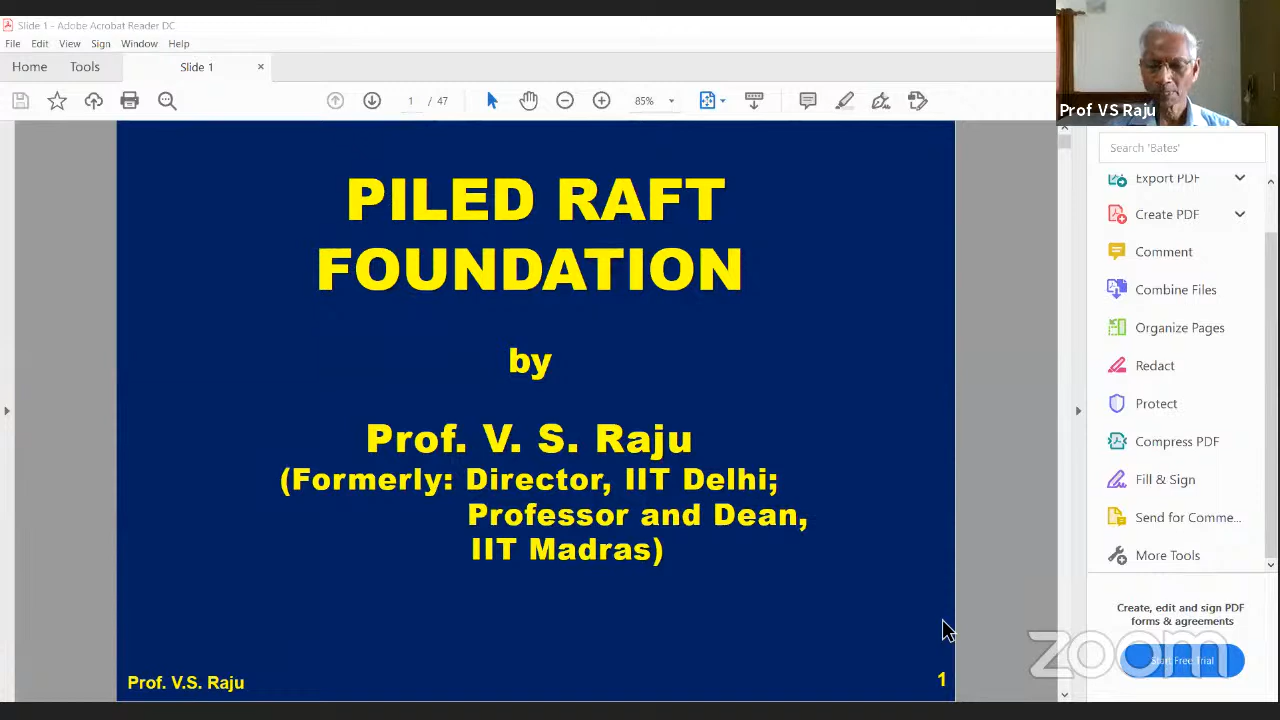 Slide 1 - Adobe Acrobat Reader DC
File Edit View Sign Window Help
Home Tools Slide 1 ×
1 / 47 85%
Prof VS Raju
PILED RAFT
FOUNDATION
by
Prof. V. S. Raju
(Formerly: Director, IIT Delhi;
Professor and Dean,
IIT Madras)
Prof. V.S. Raju
1
Search 'Bates'
Export PDF
Create PDF
Comment
Combine Files
Organize Pages
Redact
Protect
Compress PDF
Fill & Sign
Send for Comme...
More Tools
Create, edit and sign PDF
forms & agreements
Start Free Trial
zoom